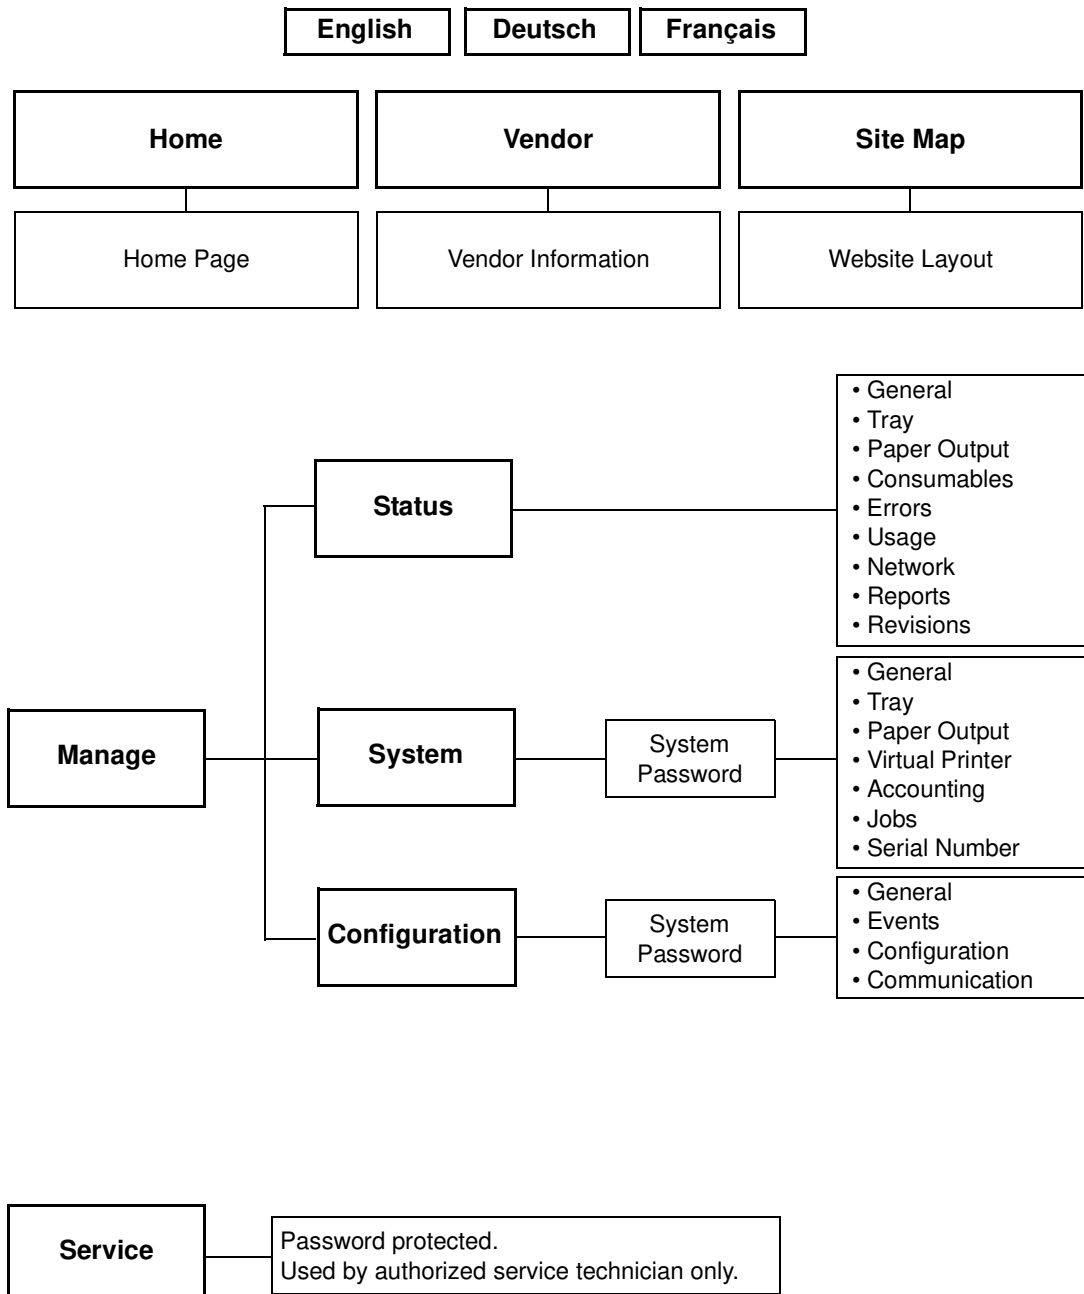 English
Deutsch
Français
Home
Vendor
Site Map
Home Page
Vendor Information
Website Layout
Manage
Status
• General
• Tray
• Paper Output
• Consumables
• Errors
• Usage
• Network
• Reports
• Revisions
System
System
Password
• General
• Tray
• Paper Output
• Virtual Printer
• Accounting
• Jobs
• Serial Number
Configuration
System
Password
• General
• Events
• Configuration
• Communication
Service
Password protected.
Used by authorized service technician only.